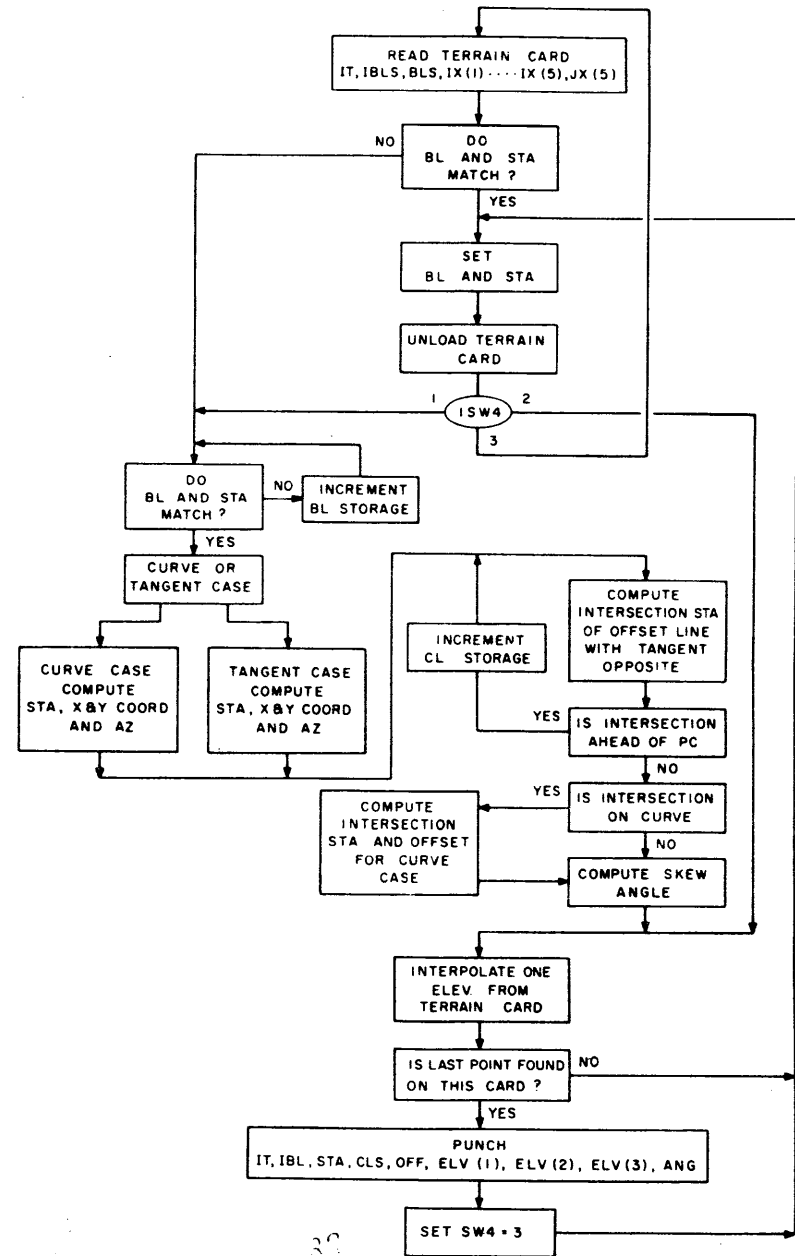 READ TERRAIN CARD
IT, IBLS, BLS, IX(1)····IX(5), JX(5)
NO
DO
BL AND STA
MATCH ?
YES
SET
BL AND STA
UNLOAD TERRAIN
CARD
1
ISW4
2
3
DO
BL AND STA
MATCH ?
NO
INCREMENT
BL STORAGE
YES
CURVE OR
TANGENT CASE
CURVE CASE
COMPUTE
STA, X&Y COORD
AND AZ
TANGENT CASE
COMPUTE
STA, X&Y COORD
AND AZ
INCREMENT
CL STORAGE
COMPUTE
INTERSECTION STA
OF OFFSET LINE
WITH TANGENT
OPPOSITE
YES
IS INTERSECTION
AHEAD OF PC
NO
YES
IS INTERSECTION
ON CURVE
NO
COMPUTE
INTERSECTION
STA AND OFFSET
FOR CURVE
CASE
COMPUTE SKEW
ANGLE
INTERPOLATE ONE
ELEV. FROM
TERRAIN CARD
IS LAST POINT FOUND
ON THIS CARD ?
NO
YES
PUNCH
IT, IBL, STA, CLS, OFF, ELV (1), ELV (2), ELV (3), ANG
SET SW4 = 3